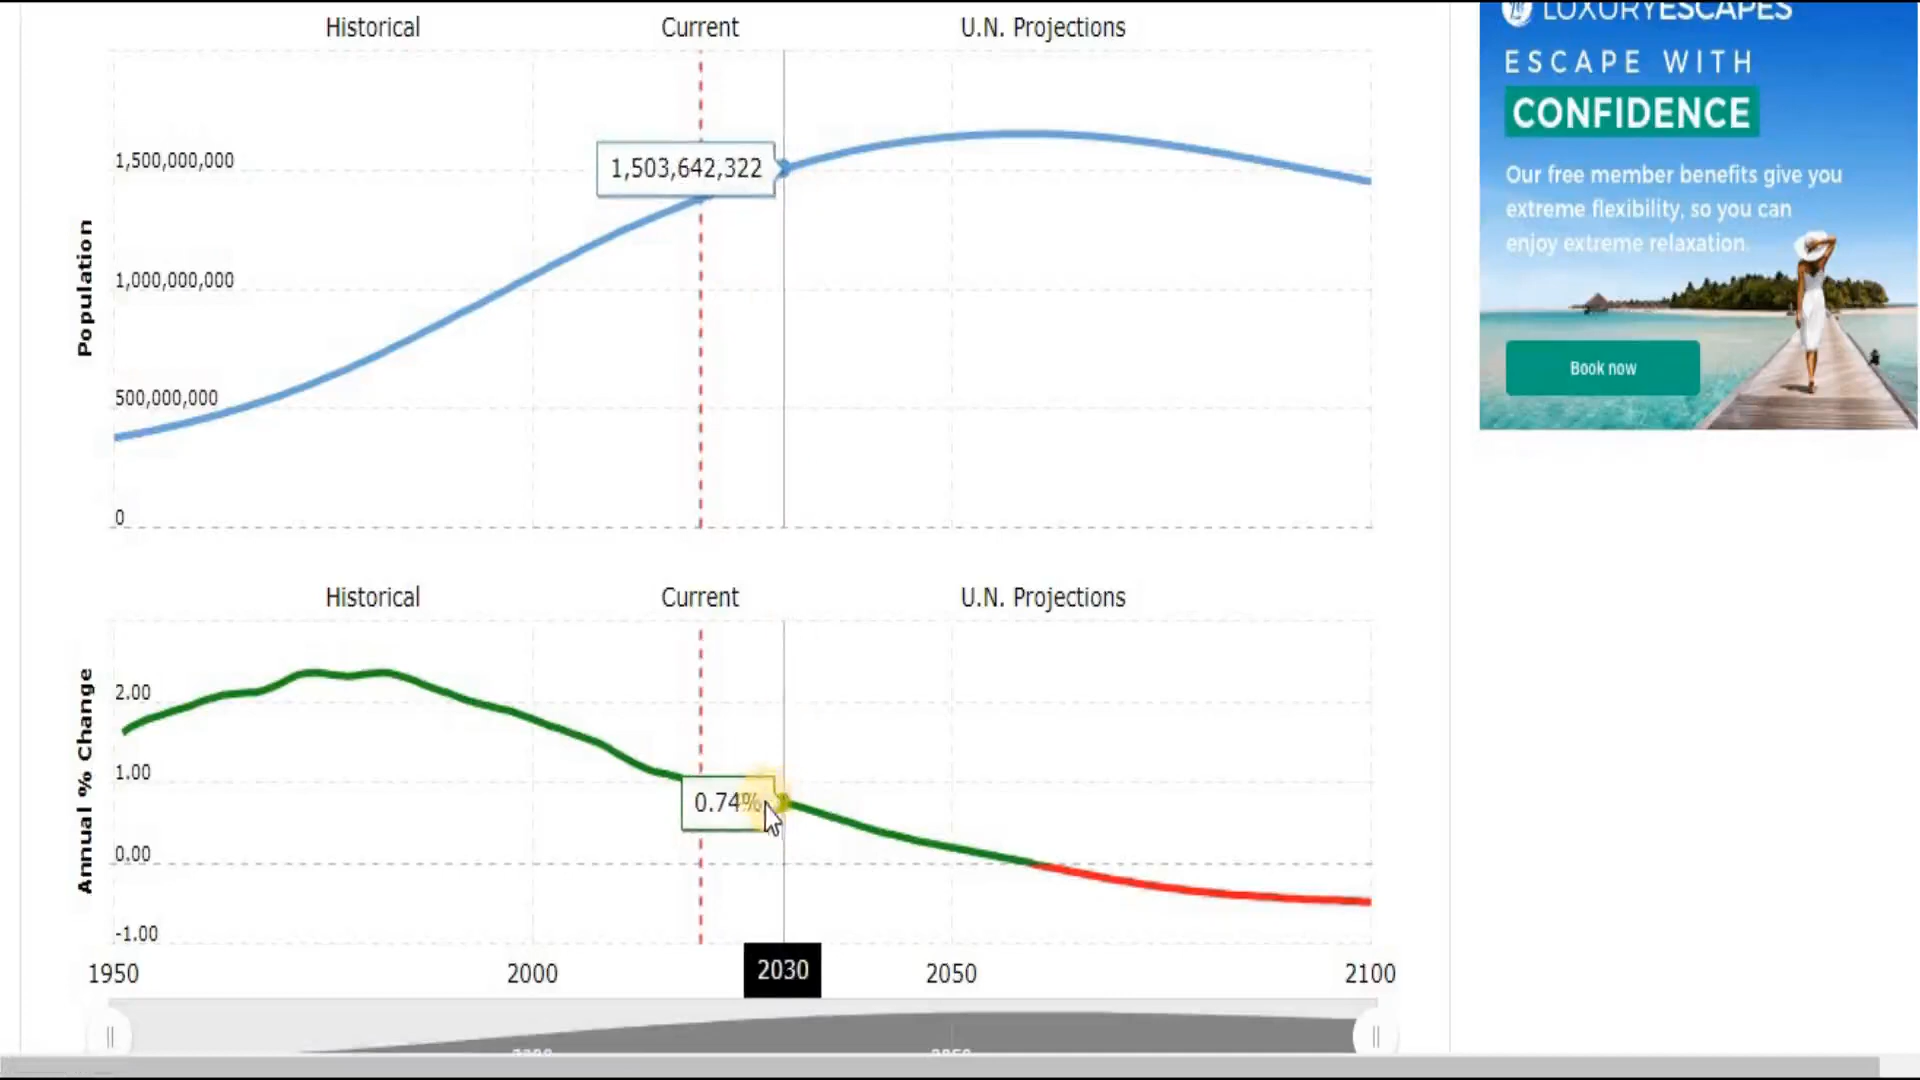 Historical
Current
U.N. Projections
1,500,000,000
1,503,642,322
1,000,000,000
500,000,000
0
Population
Historical
Current
U.N. Projections
2.00
1.00
0.74%
0.00
-1.00
Annual % Change
1950
2000
2030
2050
2100
LUXURYESCAPES
ESCAPE WITH
CONFIDENCE
Our free member benefits give you
extreme flexibility, so you can
enjoy extreme relaxation.
Book now